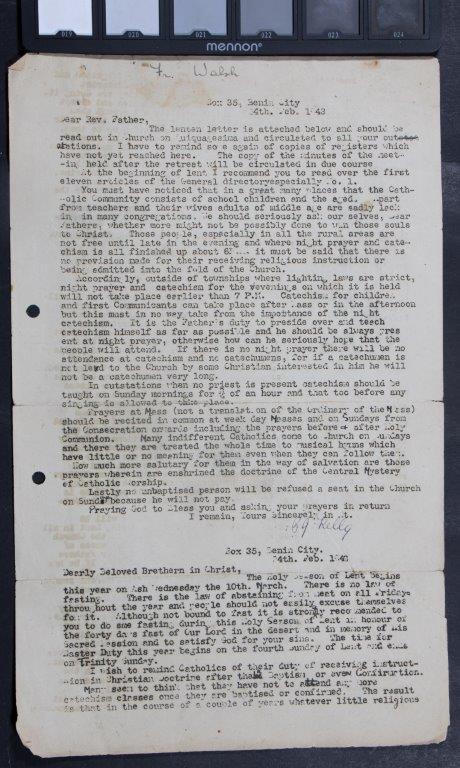 019 020 021 022 023 024
mennon
Fr. Walsh
Box 35, Benin City
24th. Feb. 1943
Dear Rev. Father,
The lenten letter is attached below and should be
read out in Church on Quiquagesima and circulated to all your out
stations. I have to remind some again of copies of registers which
have not yet reached here. The copy of the minutes of the meet-
-ing held after the retreat will be circulated in due course
At the beginning of lent I recommend you to read over the first
eleven articles of the General directory especially No. 1.
You must have noticed that in a great many places that the Cath-
-olic Community consists of school children and the aged. Apart
from teachers and their wives adults of middle age are sadly lack
ing in many congregations. We should seriously ask our selves, Dear
Fathers, whether more might not be possibly done to win those souls
to Christ. Those people, especially in all the rural areas are
not free until late in the evening and where night prayer and cate-
chism is all finished up about 6 it must be said that there is
no provision made for their receiving religious instruction or
being admitted into the fold of the Church.
Accordingly, outside of townships where lighting laws are strict,
night prayer and catechism for the evenings on which it is held
will not take place earlier than 7 P.M. Catechism for children
and first Communicants can take place after Mass or in the afternoon
but this must in no way take from the importance of the night
catechism. It is the Father's duty to preside over and teach
catechism himself as far as possible and he should be always pres
ent at night prayer, otherwise how can he seriously hope that the
people will attend. If there is no night prayer there will be no
attendance at catechism and no catechumens, for if a catechumen is
not lead to the Church by some Christian interested in him he will
not be a catechumen very long.
In outstations when no priest is present catechism should be
taught on Sunday mornings for of an hour and that too before any
singing is allowed to take place.
Prayers at Mass (not a translation of the Ordinary of the Mass)
should be recited in common at week day Masses and on Sundays from
the Consecration onwards including the prayers before & after Holy
Communion. Many indifferent Catholics come to Church on Sundays
and there they are treated the whole time to musical hymns which
have little or no meaning for them even when they can follow them.
How much more salutary for them in the way of salvation are those
prayers wherein are enshrined the doctrine of the Central Mystery
of Catholic Worship.
Lastly no unbaptised person will be refused a seat in the Church
on Sunday because he will not pay.
Praying God to Bless you and asking your prayers in return
I remain, Yours Sincerely in Xt.
Kelly
Box 35, Benin City.
24th. Feb. 1943
Dearly Beloved Brethern in Christ,
The Holy Season of Lent begins
this year on Ash Wednesday the 10th. March. There is no law of
fasting. There is the law of abstaining from meat on all Fridays
throughout the year and people should not easily excuse themselves
from it. Although not bound to fast it is strongly recommended to
you to do some fasting during this Holy Season of Lent in honour of
the forty days fast of Our Lord in the desert and in memory of His
Sacred Passion and to satisfy God for your sins. The time for
Easter Duty this year begins on the fourth Sunday of Lent and ends
on Trinity Sunday.
I wish to remind Catholics of their duty of receiving instruct-
-ion in Christian Doctrine after their Baptism or even Confirmation.
Many seem to think that they have not to attend any more
catechism classes once they are baptised or confirmed. The result
is that in the course of a couple of years whatever little religious